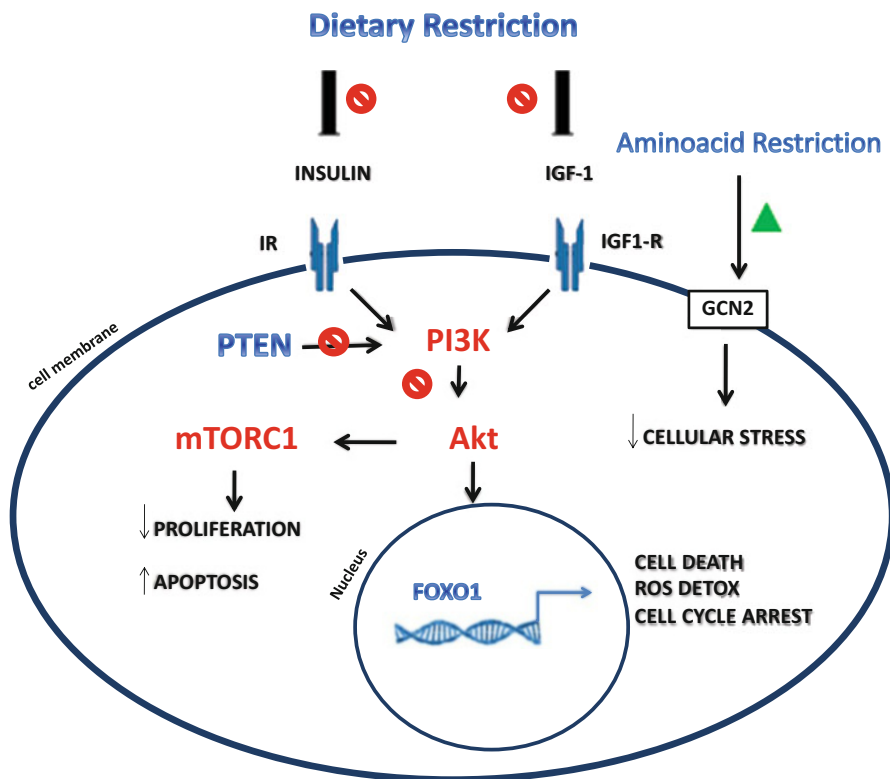 Dietary Restriction
Aminoacid Restriction
INSULIN
IGF-1
IR
IGF1-R
GCN2
cell membrane
PTEN
PI3K
mTORC1
Akt
↓ CELLULAR STRESS
↓ PROLIFERATION
↑ APOPTOSIS
Nucleus
FOXO1
CELL DEATH
ROS DETOX
CELL CYCLE ARREST